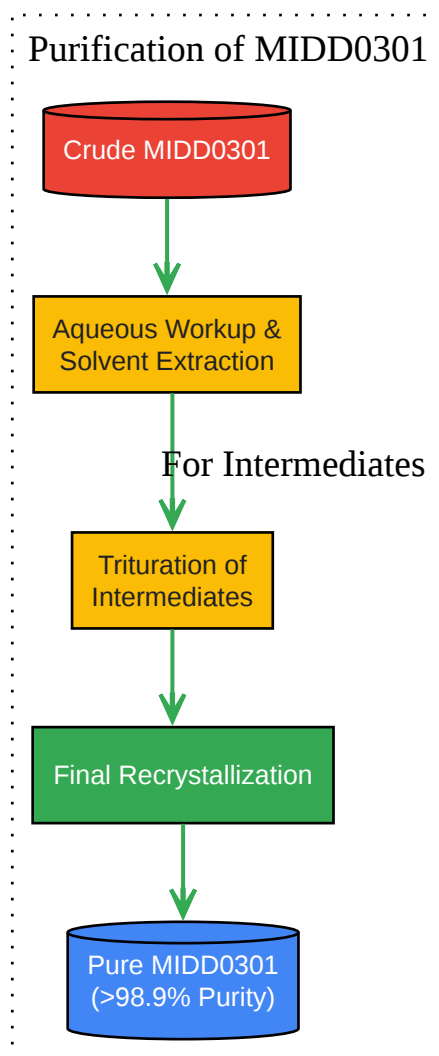 Purification of MIDD0301
Crude MIDD0301
Aqueous Workup &
Solvent Extraction
For Intermediates
Trituration of
Intermediates
Final Recrystallization
Pure MIDD0301
(>98.9% Purity)